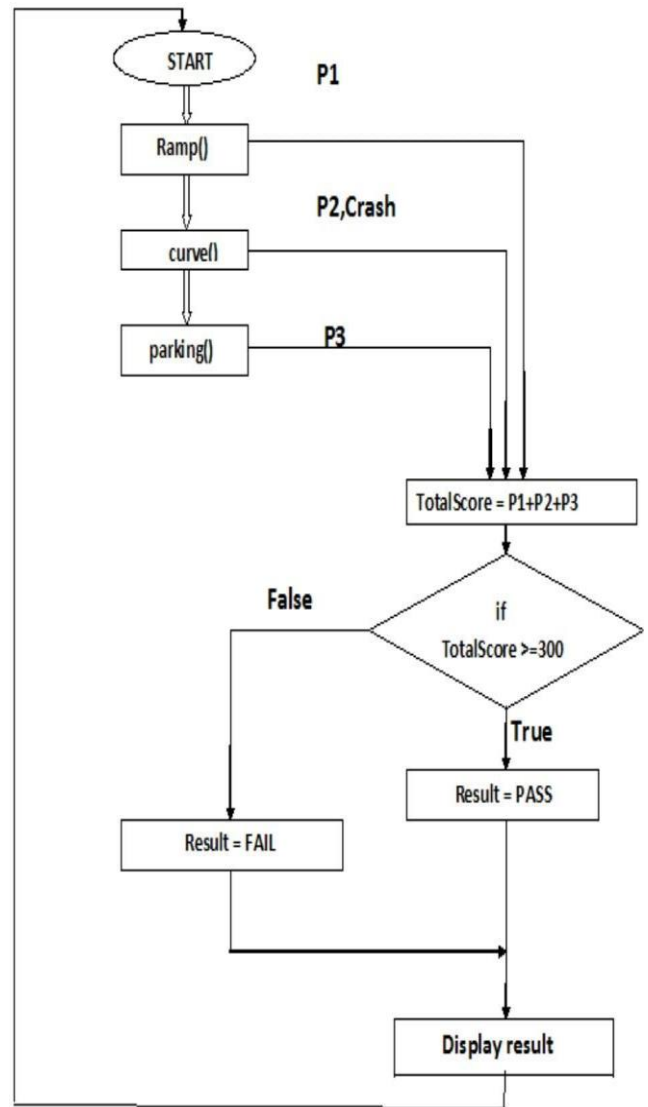 START
P1
Ramp()
P2,Crash
curve()
parking()
P3
TotalScore = P1+P2+P3
False
if
TotalScore >=300
True
Result = PASS
Result = FAIL
Display result